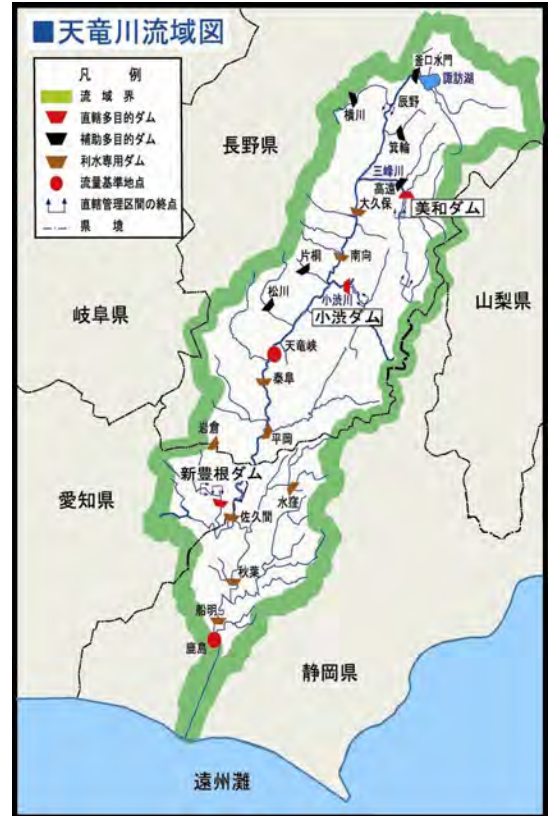 ■天竜川流域図
凡　例
流域界
直轄多目的ダム
補助多目的ダム
利水専用ダム
流量基準地点
直轄管理区間の終点
県　境
釜口水門
諏訪湖
辰野
横川
箕輪
長野県
三峰川
高遠
大久保
美和ダム
南向
片桐
小渋川
松川
小渋ダム
山梨県
岐阜県
天竜峡
泰阜
岩倉
平岡
新豊根ダム
愛知県
水窪
佐久間
秋葉
船明
鹿島
静岡県
遠州灘